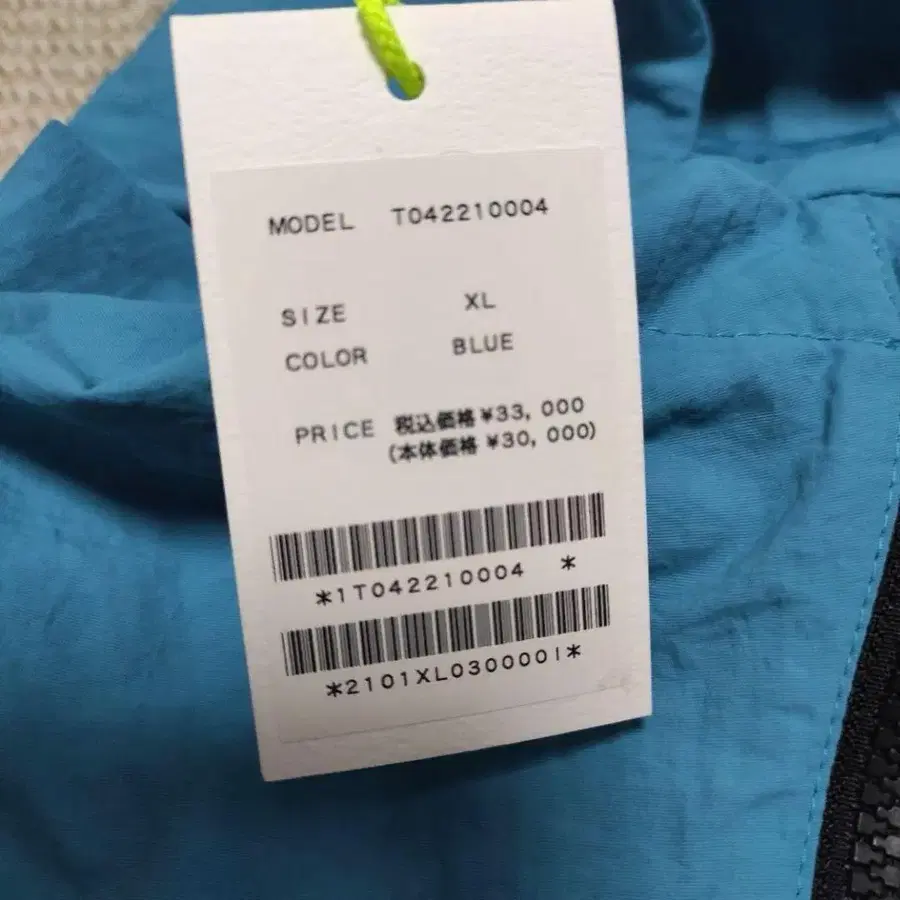 MODEL T042210004
SIZE XL
COLOR BLUE
PRICE 税込価格 ¥33, 000
(本体価格 ¥30, 000)
*1T042210004 *
*2101XL030000I*